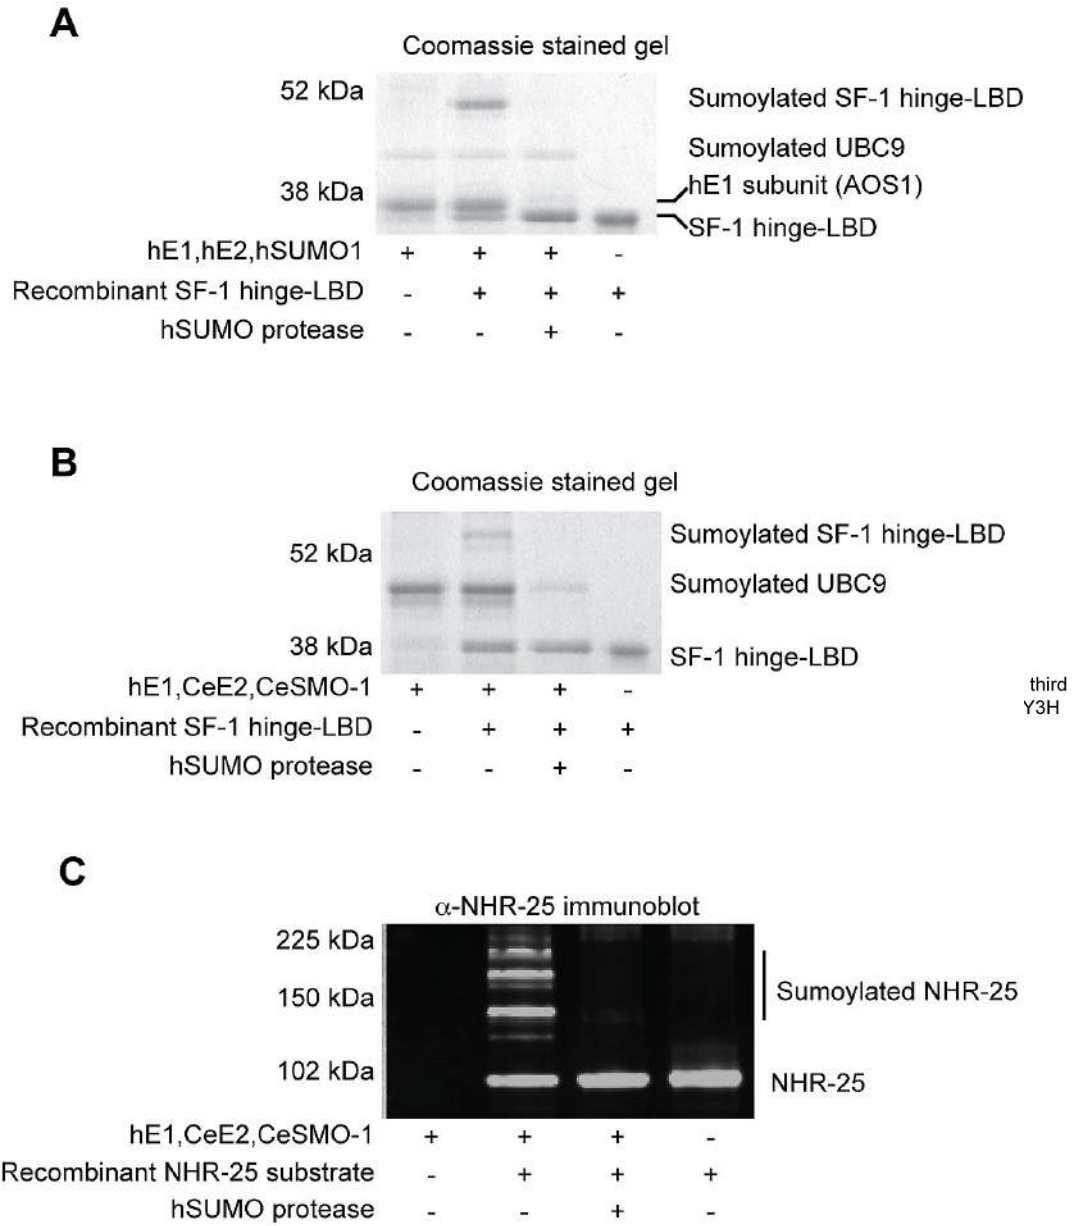 A
Coomassie stained gel
52 kDa
Sumoylated SF-1 hinge-LBD
Sumoylated UBC9
38 kDa
hE1 subunit (AOS1)
SF-1 hinge-LBD
hE1,hE2,hSUMO1 + + + -
Recombinant SF-1 hinge-LBD - + + +
hSUMO protease - - + -
B
Coomassie stained gel
Sumoylated SF-1 hinge-LBD
52 kDa
Sumoylated UBC9
38 kDa
SF-1 hinge-LBD
hE1,CeE2,CeSMO-1 + + + -
third
Y3H
Recombinant SF-1 hinge-LBD - + + +
hSUMO protease - - + -
C
α-NHR-25 immunoblot
225 kDa
Sumoylated NHR-25
150 kDa
102 kDa
NHR-25
hE1,CeE2,CeSMO-1 + + + -
Recombinant NHR-25 substrate - + + +
hSUMO protease - - + -